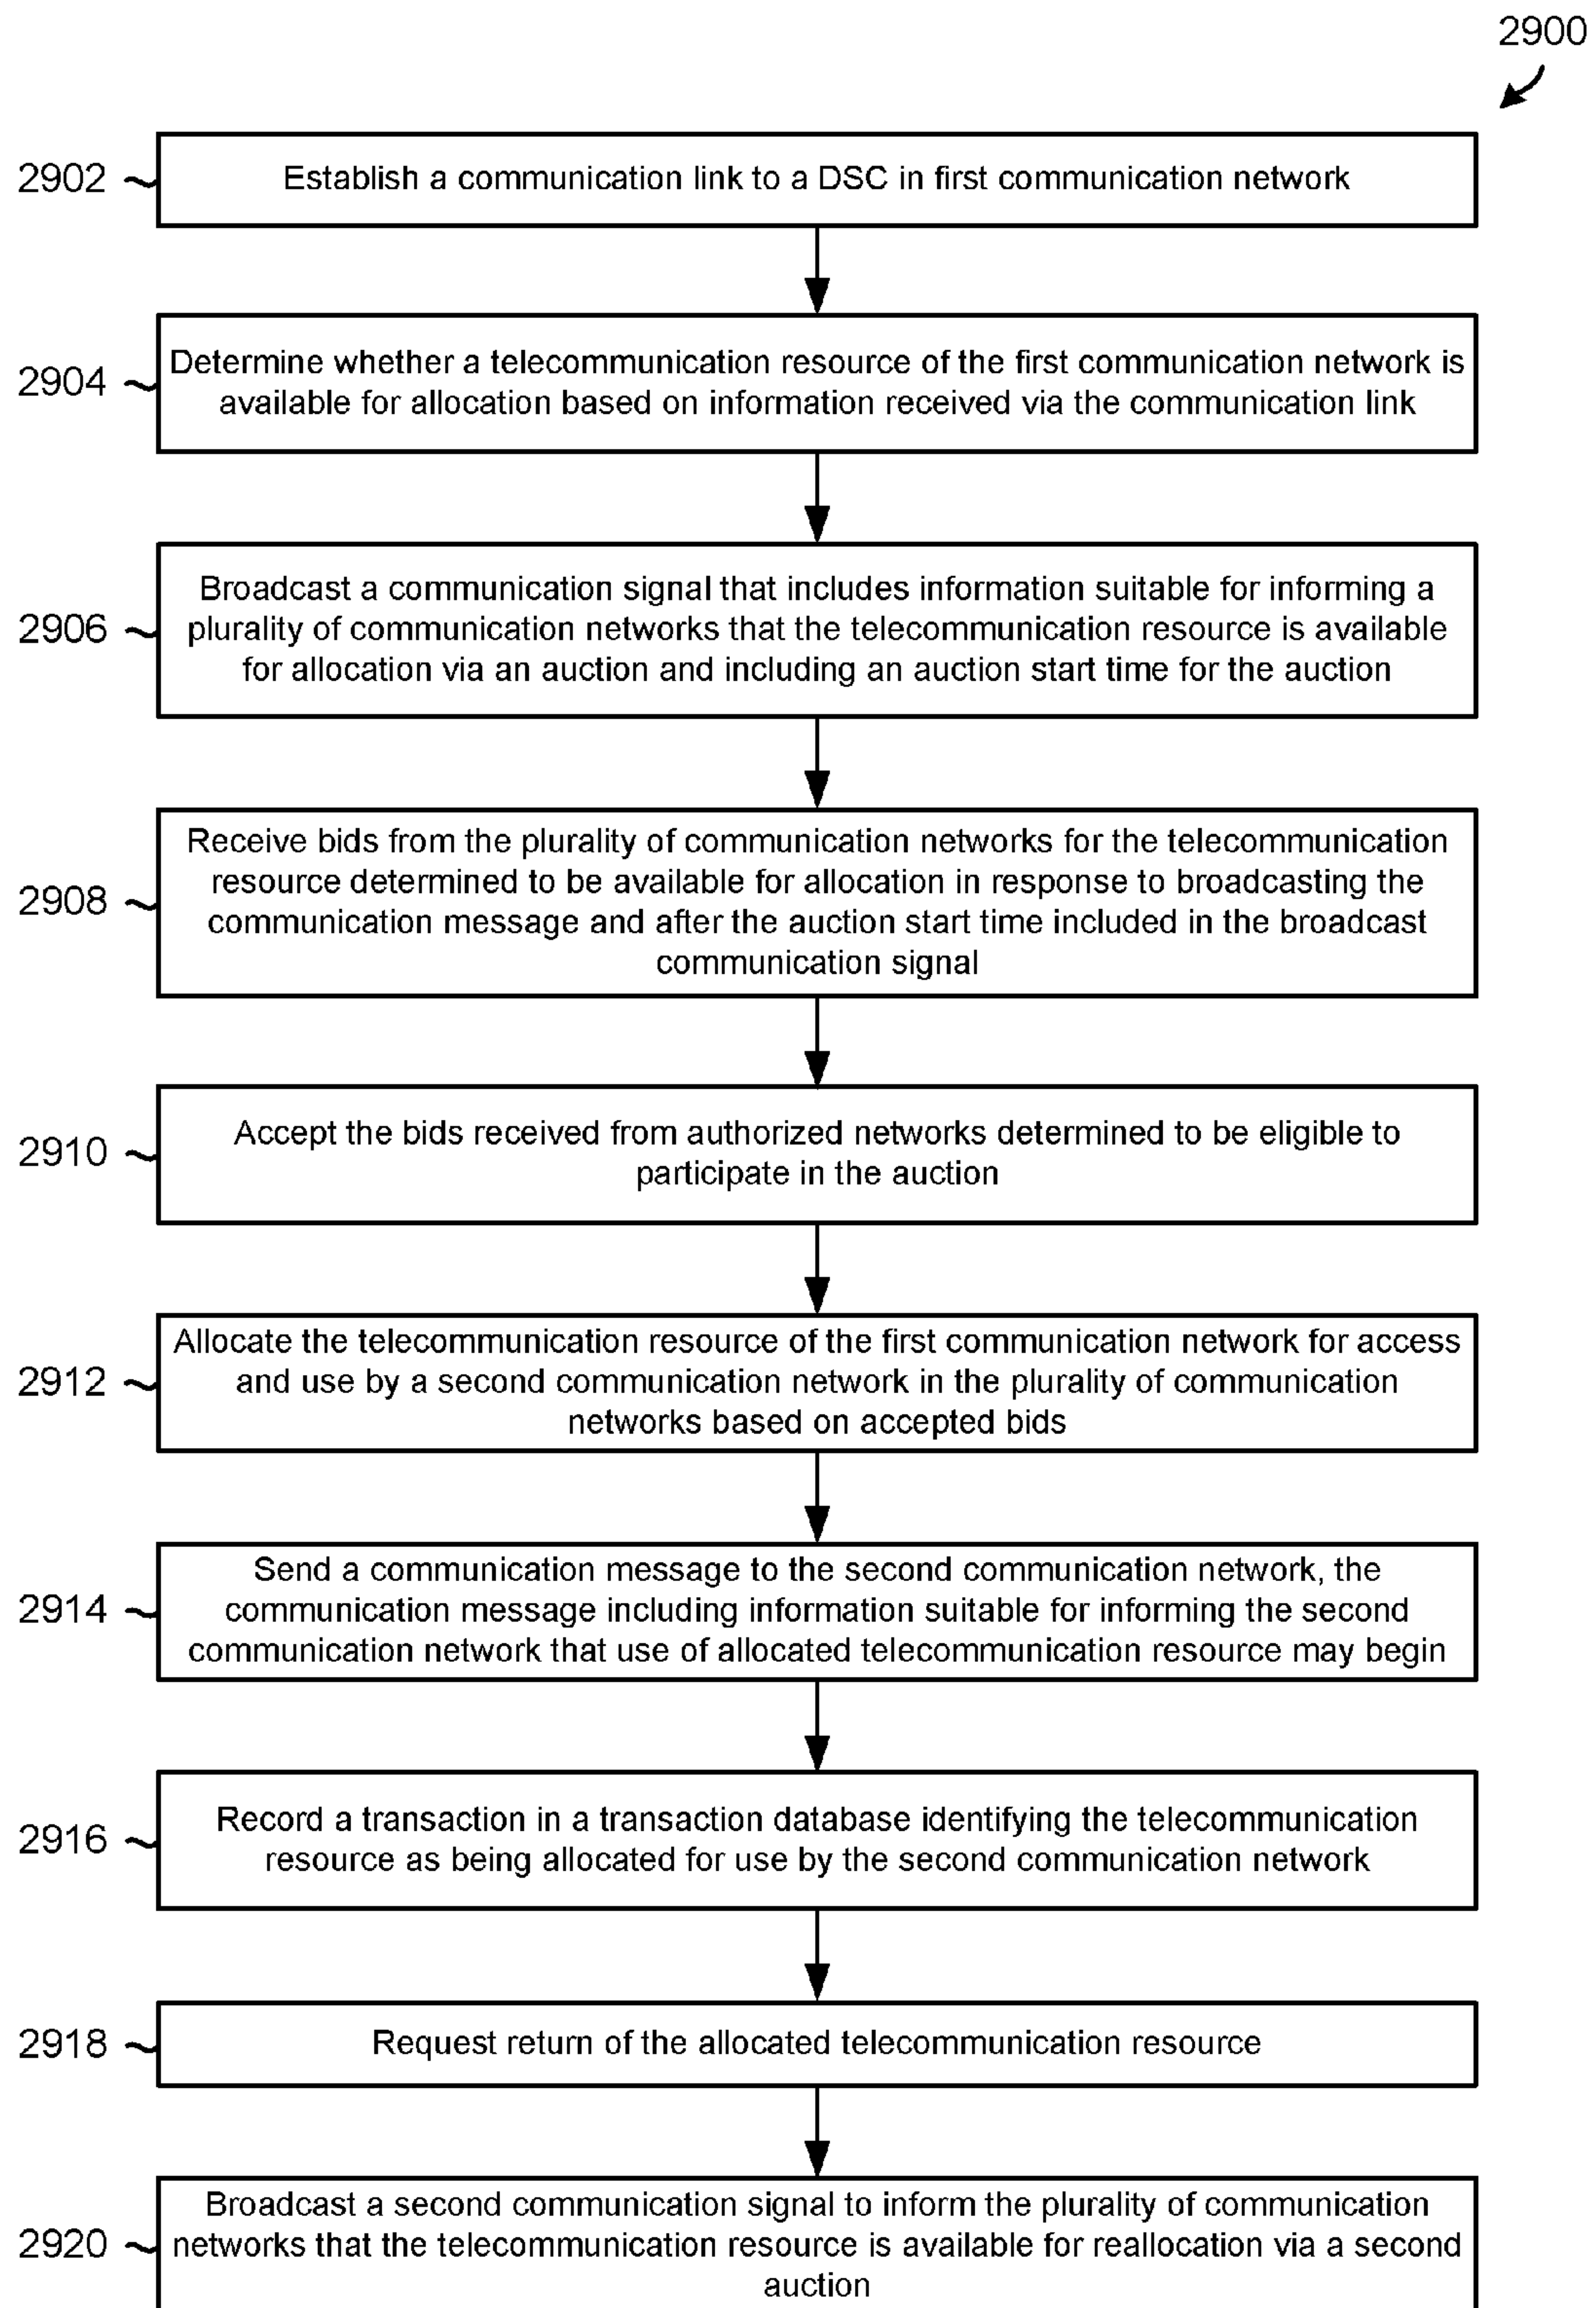 2900
2902
Establish a communication link to a DSC in first communication network
2904
Determine whether a telecommunication resource of the first communication network is
available for allocation based on information received via the communication link
2906
Broadcast a communication signal that includes information suitable for informing a
plurality of communication networks that the telecommunication resource is available
for allocation via an auction and including an auction start time for the auction
2908
Receive bids from the plurality of communication networks for the telecommunication
resource determined to be available for allocation in response to broadcasting the
communication message and after the auction start time included in the broadcast
communication signal
2910
Accept the bids received from authorized networks determined to be eligible to
participate in the auction
2912
Allocate the telecommunication resource of the first communication network for access
and use by a second communication network in the plurality of communication
networks based on accepted bids
2914
Send a communication message to the second communication network, the
communication message including information suitable for informing the second
communication network that use of allocated telecommunication resource may begin
2916
Record a transaction in a transaction database identifying the telecommunication
resource as being allocated for use by the second communication network
2918
Request return of the allocated telecommunication resource
2920
Broadcast a second communication signal to inform the plurality of communication
networks that the telecommunication resource is available for reallocation via a second
auction